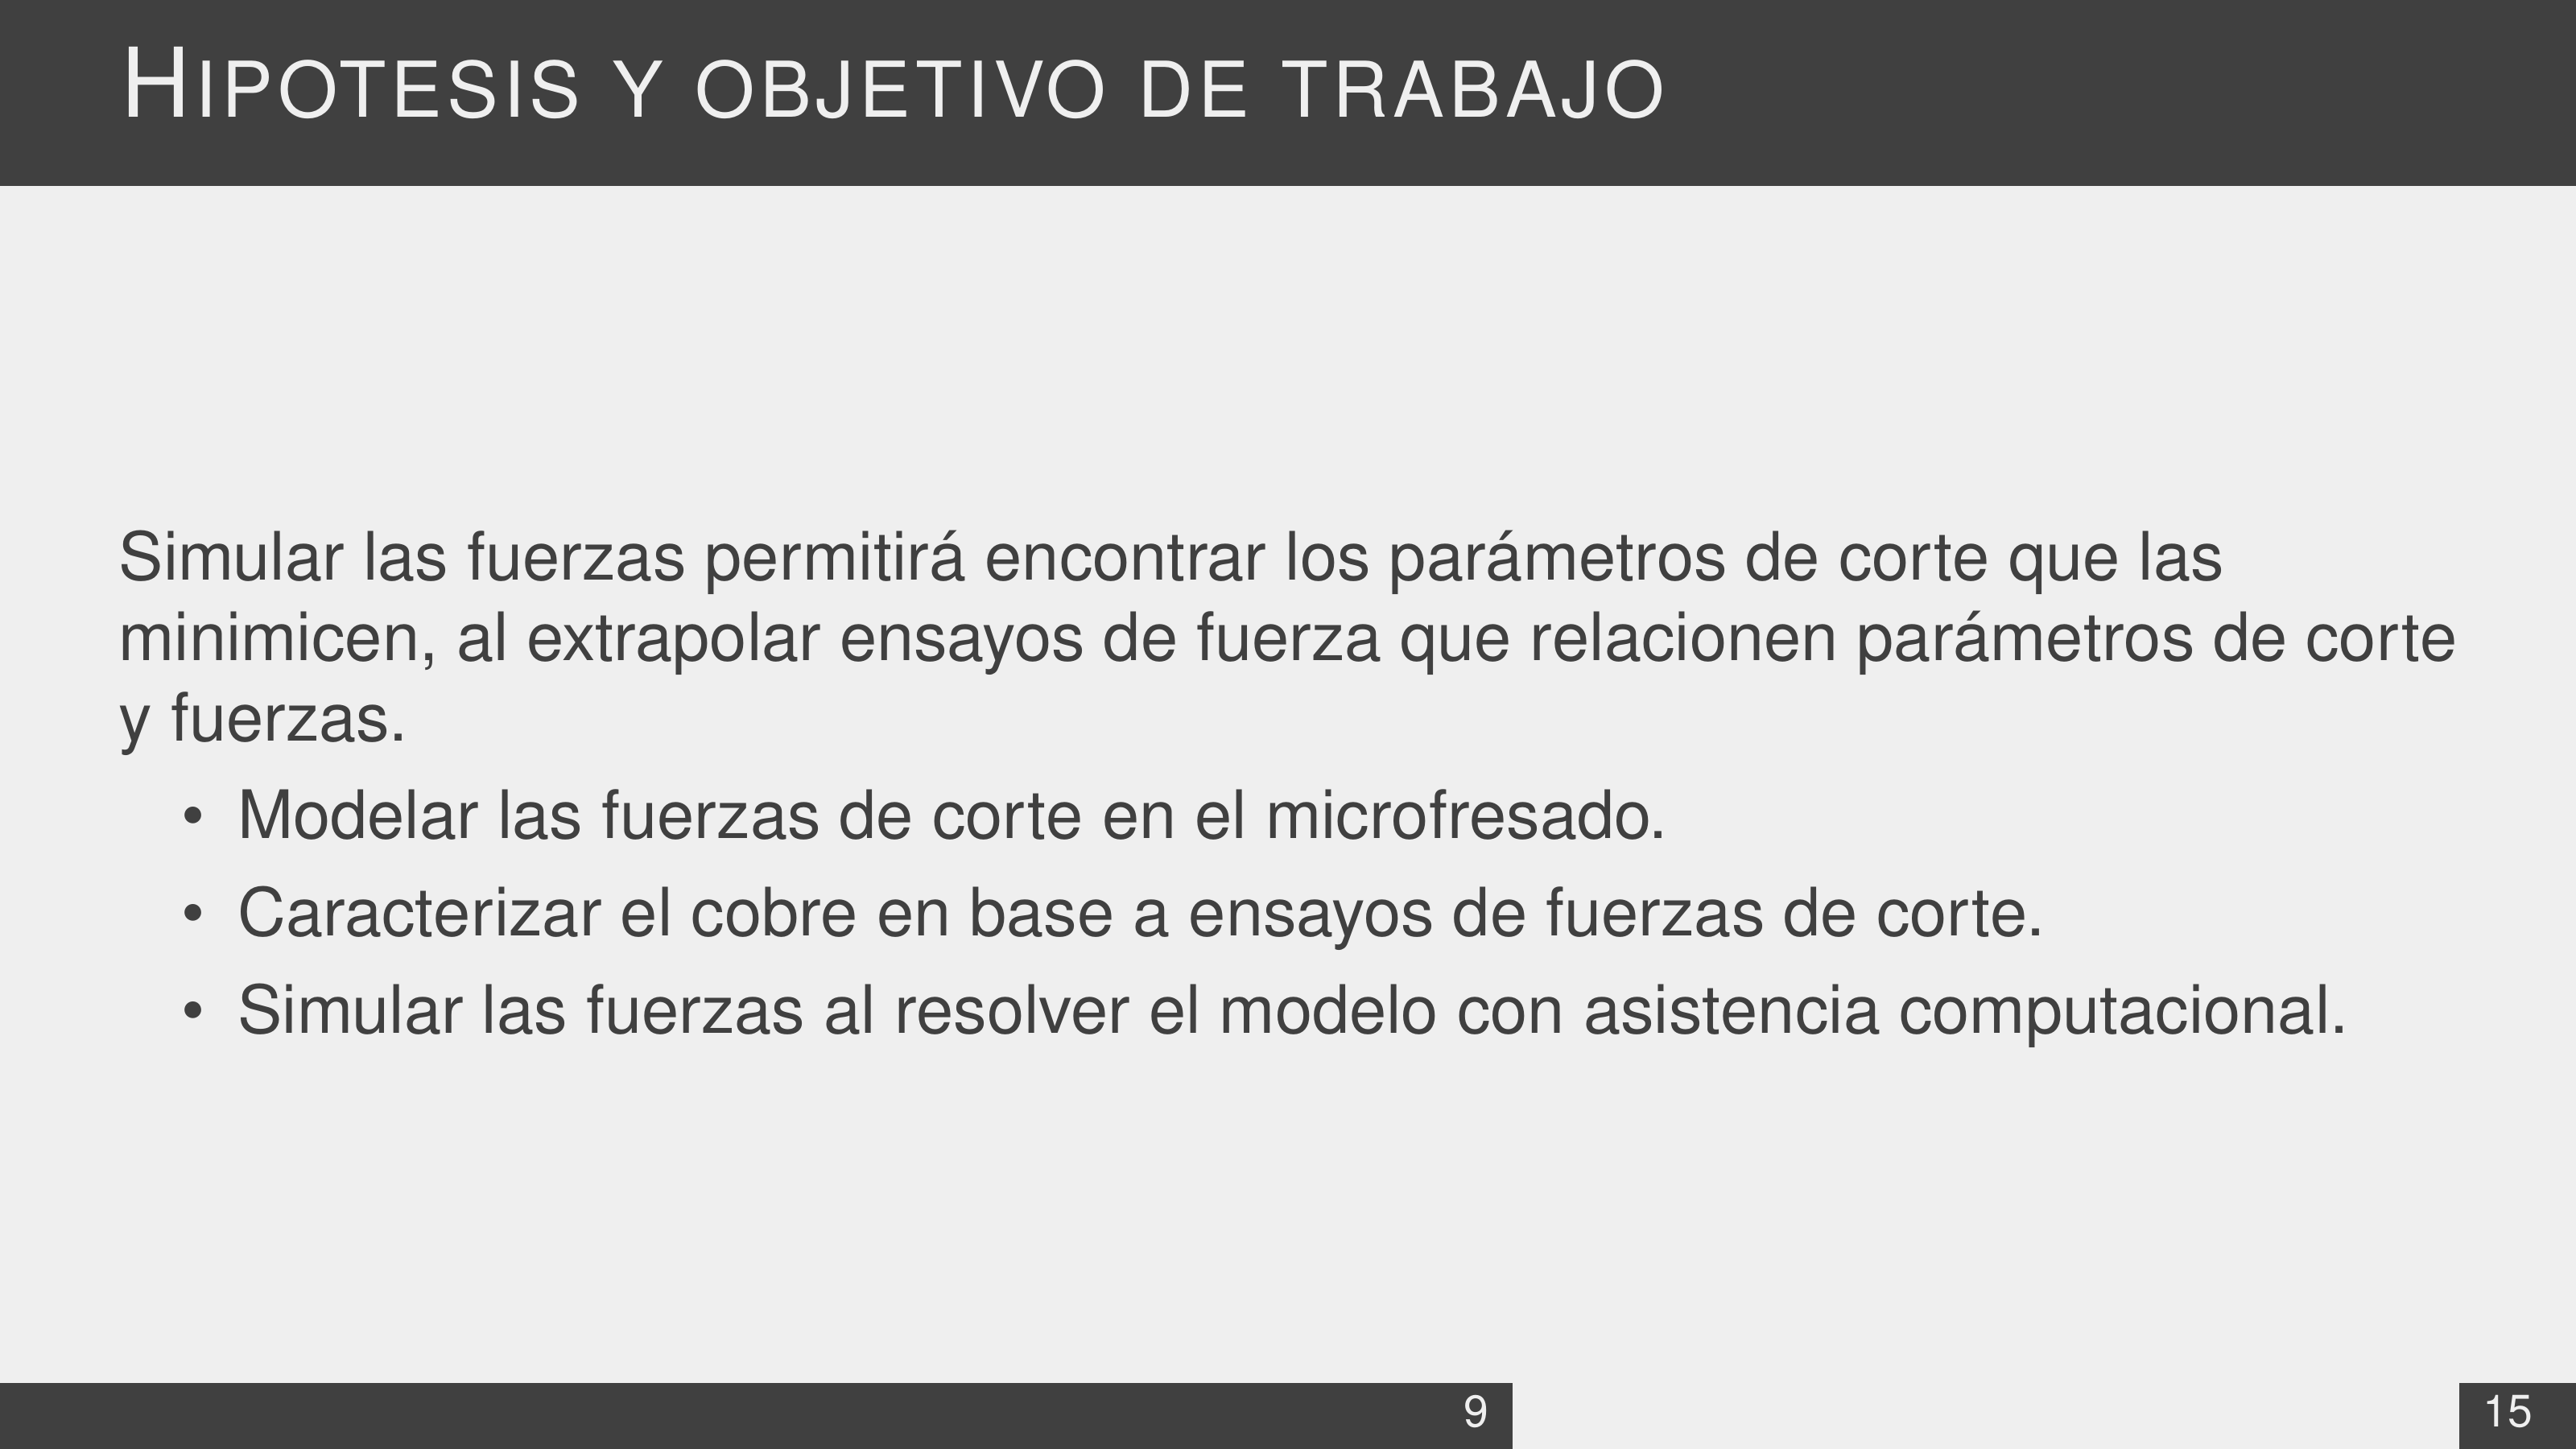 HIPOTESIS Y OBJETIVO DE TRABAJO
Simular las fuerzas permitirá encontrar los parámetros de corte que las
minimicen, al extrapolar ensayos de fuerza que relacionen parámetros de corte
y fuerzas.
• Modelar las fuerzas de corte en el microfresado.
• Caracterizar el cobre en base a ensayos de fuerzas de corte.
• Simular las fuerzas al resolver el modelo con asistencia computacional.
9
15